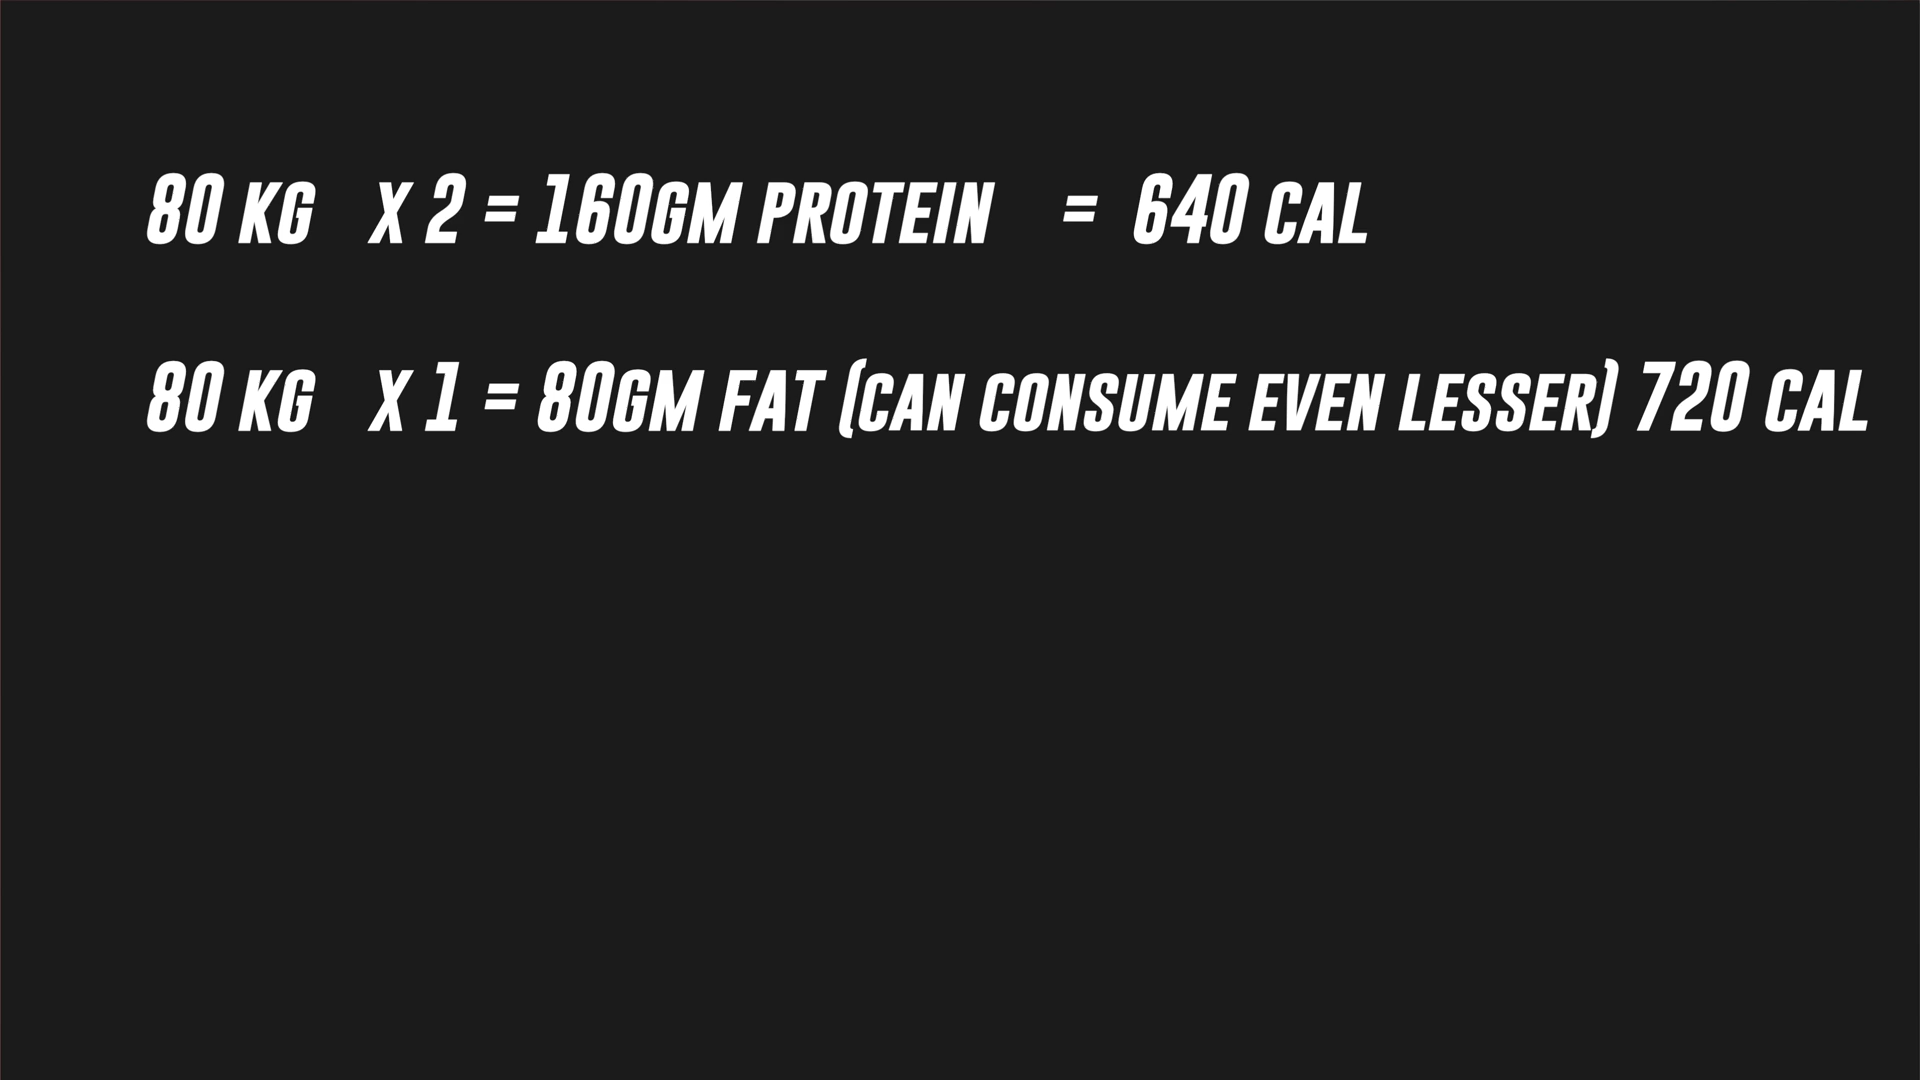 80 KG X 2 = 160GM PROTEIN = 640 CAL
80 KG X 1 = 80GM FAT (CAN CONSUME EVEN LESSER) 720 CAL